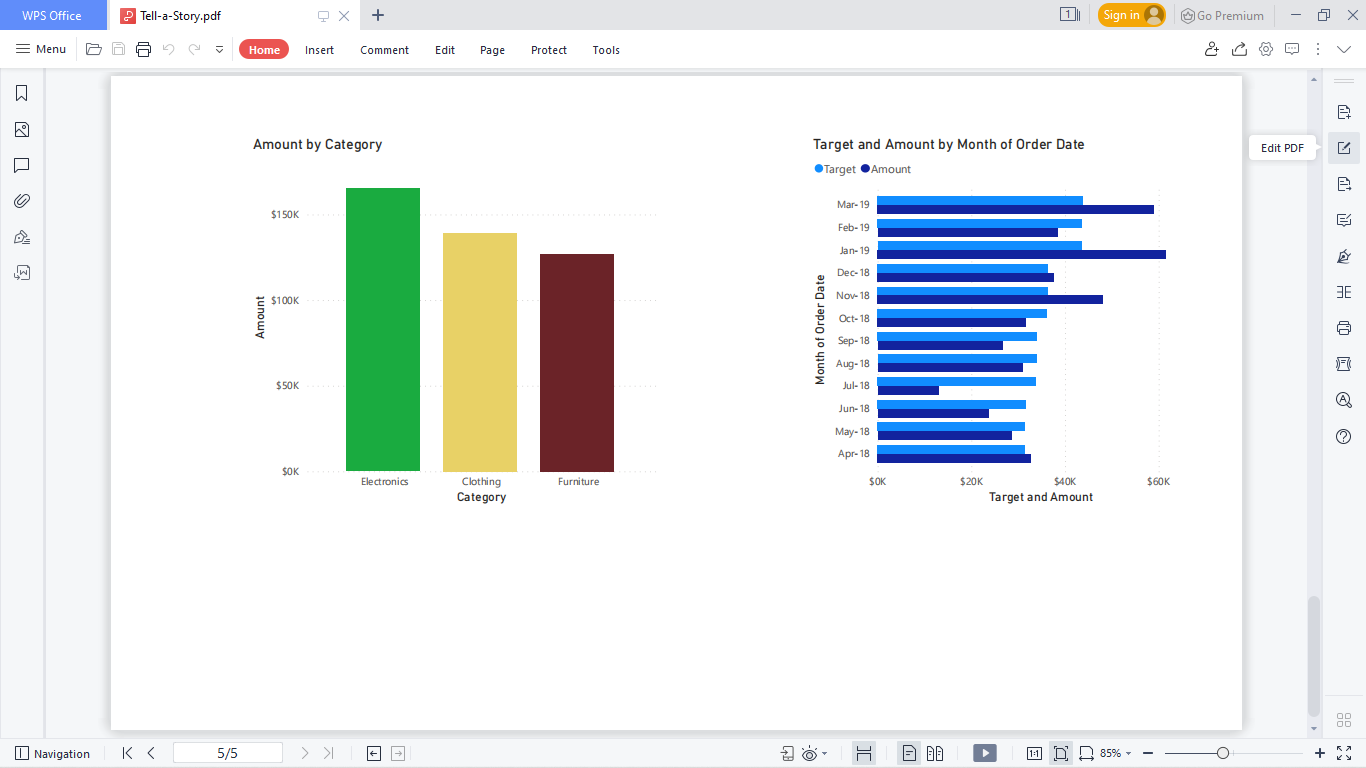 WPS Office
Tell-a-Story.pdf
1
Sign in
Go Premium
Menu
Home
Insert
Comment
Edit
Page
Protect
Tools
Edit PDF
Amount by Category
$150K
$100K
$50K
$0K
Amount
Electronics
Clothing
Furniture
Category
Target and Amount by Month of Order Date
Target
Amount
Month of Order Date
Mar-19
Feb-19
Jan-19
Dec-18
Nov-18
Oct-18
Sep-18
Aug-18
Jul-18
Jun-18
May-18
Apr-18
$0K
$20K
$40K
$60K
Target and Amount
Navigation
5/5
1:1
85%